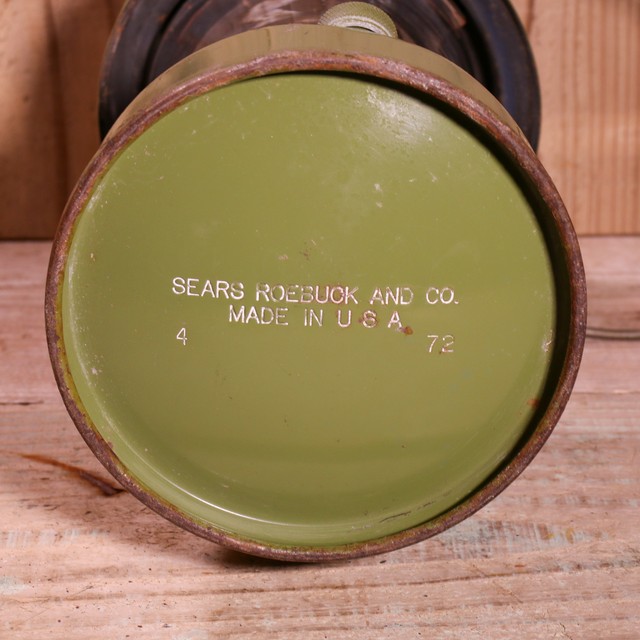 SEARS ROEBUCK AND CO.
MADE IN U S A
4 72